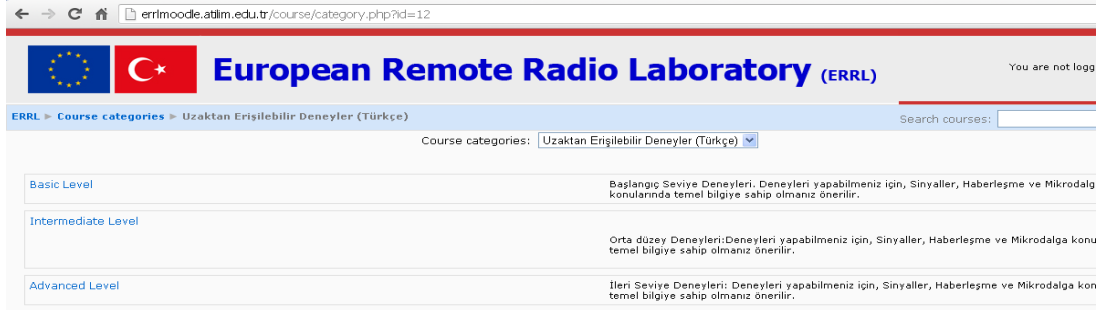 errlmoodle.atilim.edu.tr/course/category.php?id=12
European Remote Radio Laboratory (ERRL)
You are not logg
ERRL ► Course categories ► Uzaktan Erişilebilir Deneyler (Türkçe)
Search courses:
Course categories: Uzaktan Erişilebilir Deneyler (Türkçe)
Basic Level
Başlangıç Seviye Deneyleri. Deneyleri yapabilmeniz için, Sinyaller, Haberleşme ve Mikrodalg
konularında temel bilgiye sahip olmanız önerilir.
Intermediate Level
Orta düzey Deneyleri:Deneyleri yapabilmeniz için, Sinyaller, Haberleşme ve Mikrodalga konu
temel bilgiye sahip olmanız önerilir.
Advanced Level
İleri Seviye Deneyleri: Deneyleri yapabilmeniz için, Sinyaller, Haberleşme ve Mikrodalga kon
temel bilgiye sahip olmanız önerilir.